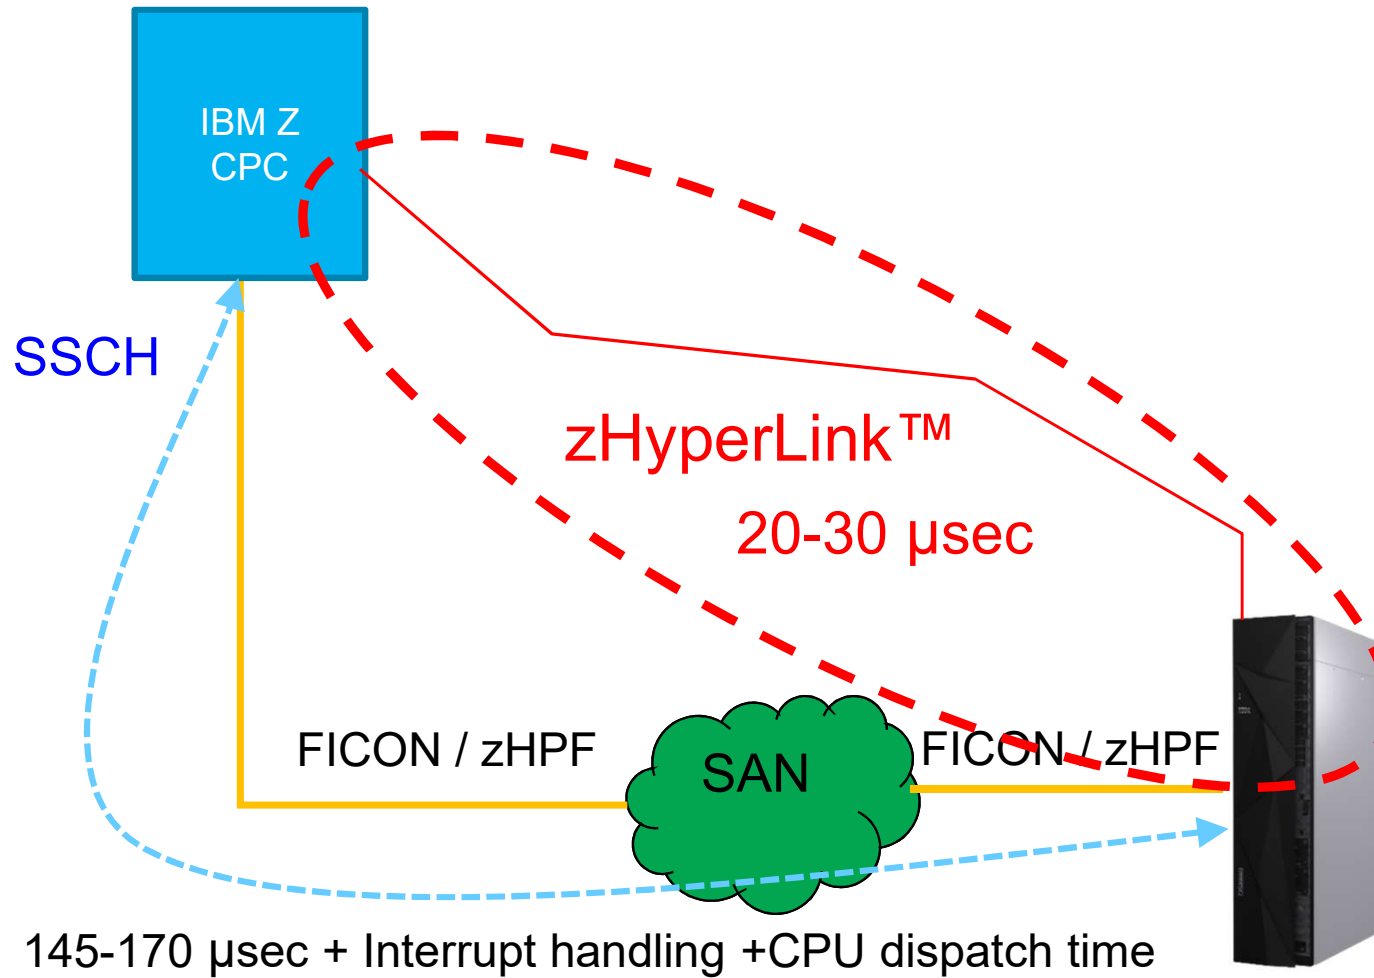 IBM Z
CPC
SSCH
zHyperLink™
20-30 µsec
FICON / zHPF
SAN
FICON / zHPF
145-170 µsec + Interrupt handling +CPU dispatch time